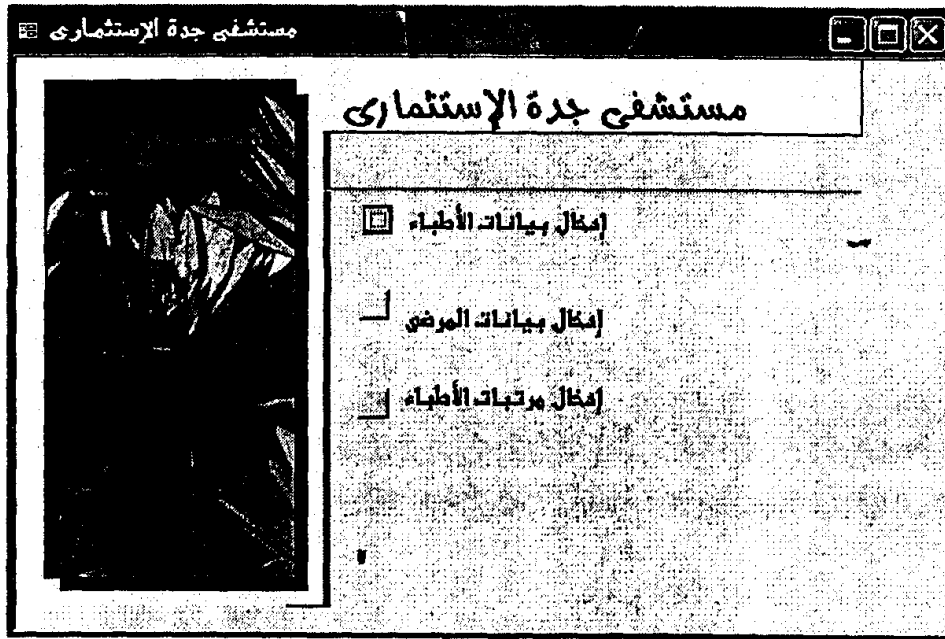 مستشفى جدة الإستثمارى
مستشفى جدة الإستثمارى
إدخال بيانات الأطباء
إدخال بيانات المرضى
إدخال مرتبات الأطباء